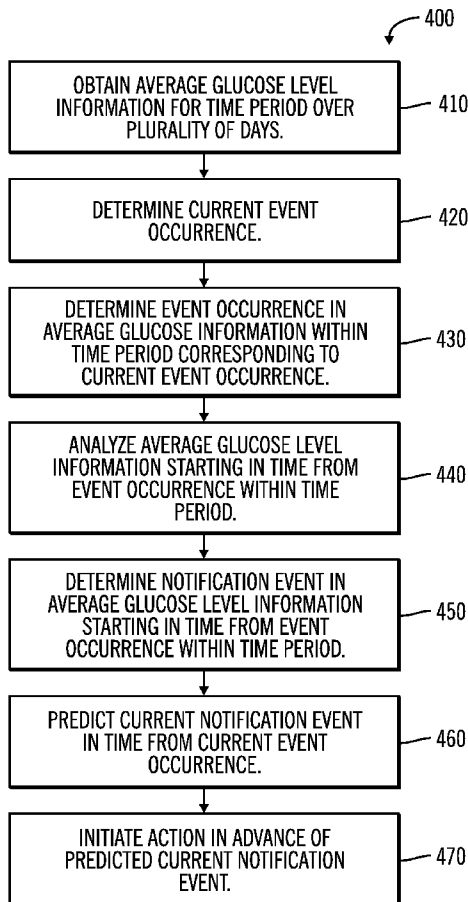 400
OBTAIN AVERAGE GLUCOSE LEVEL
INFORMATION FOR TIME PERIOD OVER
PLURALITY OF DAYS.
410
DETERMINE CURRENT EVENT
OCCURRENCE.
420
DETERMINE EVENT OCCURRENCE IN
AVERAGE GLUCOSE INFORMATION WITHIN
TIME PERIOD CORRESPONDING TO
CURRENT EVENT OCCURRENCE.
430
ANALYZE AVERAGE GLUCOSE LEVEL
INFORMATION STARTING IN TIME FROM
EVENT OCCURRENCE WITHIN TIME
PERIOD.
440
DETERMINE NOTIFICATION EVENT IN
AVERAGE GLUCOSE LEVEL INFORMATION
STARTING IN TIME FROM EVENT
OCCURRENCE WITHIN TIME PERIOD.
450
PREDICT CURRENT NOTIFICATION EVENT
IN TIME FROM CURRENT EVENT
OCCURRENCE.
460
INITIATE ACTION IN ADVANCE OF
PREDICTED CURRENT NOTIFICATION
EVENT.
470